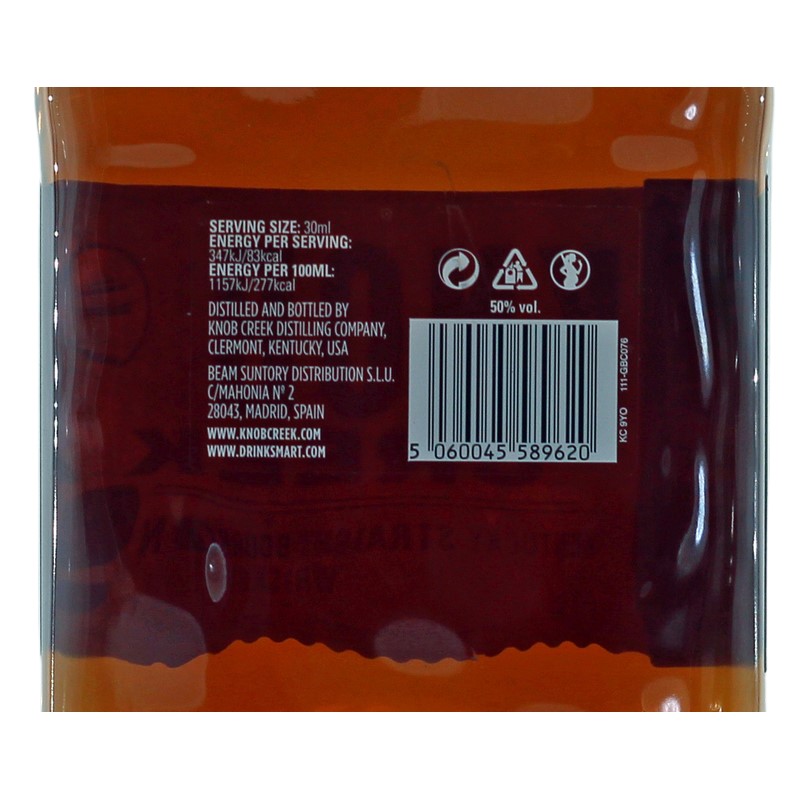 SERVING SIZE: 30ml
ENERGY PER SERVING:
347kJ/83kcal
ENERGY PER 100ML:
1157kJ/277kcal
DISTILLED AND BOTTLED BY
KNOB CREEK DISTILLING COMPANY,
CLERMONT, KENTUCKY, USA
BEAM SUNTORY DISTRIBUTION S.L.U.
C/MAHONIA Nº 2
28043, MADRID, SPAIN
WWW.KNOBCREEK.COM
WWW.DRINKSMART.COM
50% vol.
5 060045 589620
KC 9YO 111-GBC076